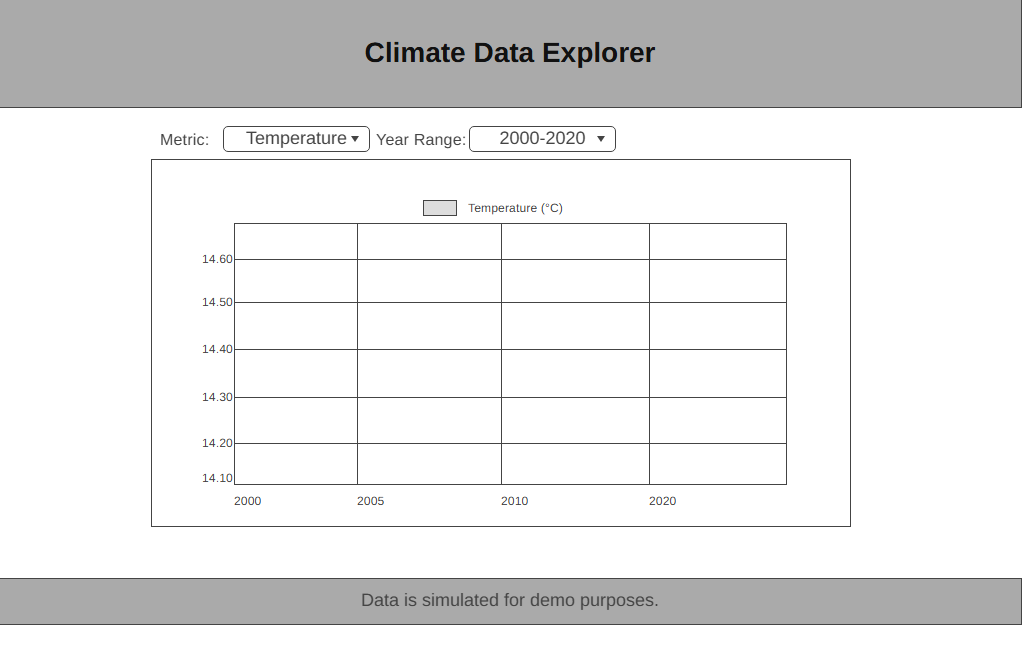 Climate Data Explorer
Metric: Temperature Year Range: 2000-2020
Temperature (°C)
14.60
14.50
14.40
14.30
14.20
14.10
2000 2005 2010 2020
Data is simulated for demo purposes.